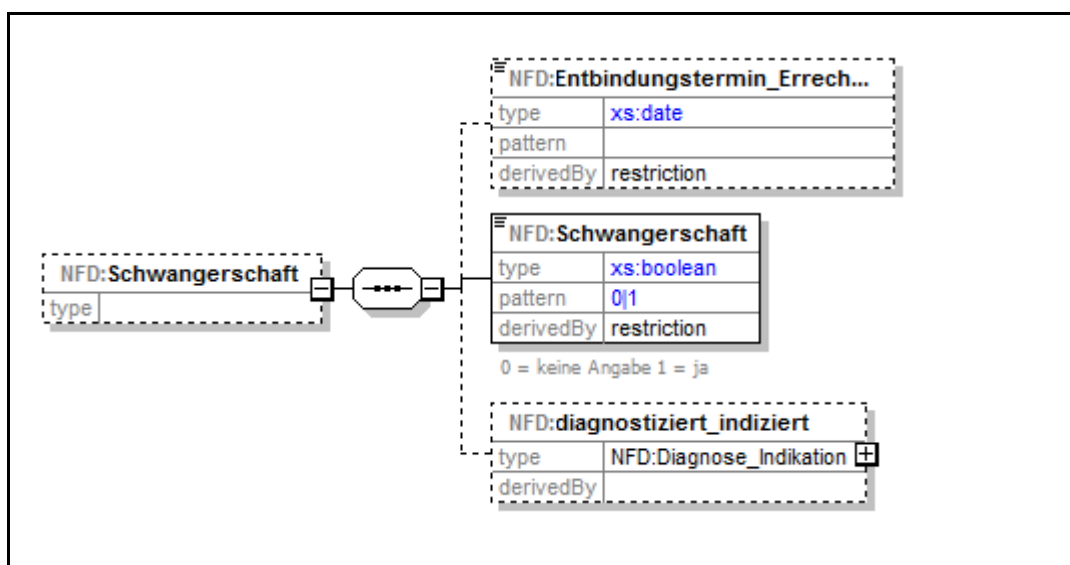 NFD:Entbindungstermin_Errech...
type xs:date
pattern
derivedBy restriction
NFD:Schwangerschaft
type xs:boolean
pattern 0|1
derivedBy restriction
0 = keine Angabe 1 = ja
NFD:Schwangerschaft
type
NFD:diagnostiziert_indiziert
type NFD:Diagnose_Indikation
derivedBy